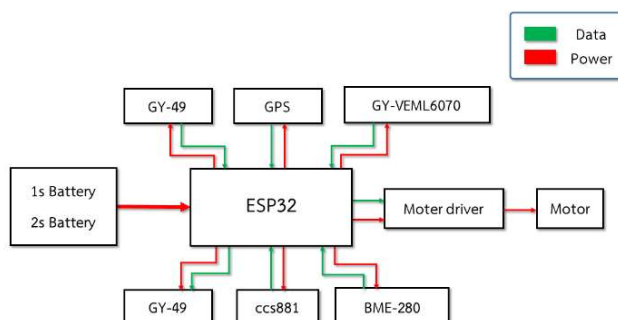 Data
Power
GY-49
GPS
GY-VEML6070
1s Battery
2s Battery
ESP32
Moter driver
Motor
GY-49
ccs881
BME-280